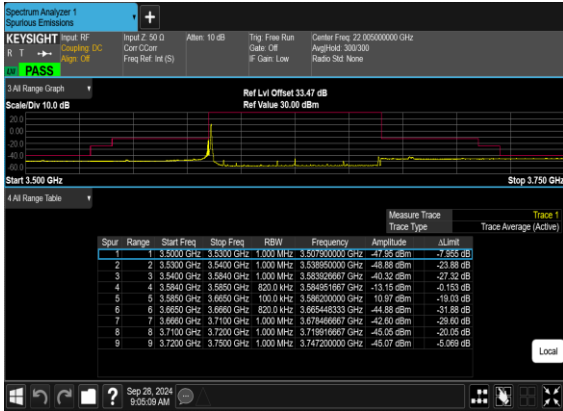 Spectrum Analyzer 1
Spurious Emissions
+
KEYSIGHT Input: RF Input Z: 50 Ω Atten: 10 dB Trig: Free Run Center Freq: 22.005000000 GHz
R T Coupling: DC Corr CCorr Gate: Off Avg|Hold: 300/300
Align: Off Freq Ref: Int (S) IF Gain: Low Radio Std: None
PASS
3 All Range Graph Ref Lvl Offset 33.47 dB
Scale/Div 10.0 dB Ref Value 30.00 dBm
20.0
0.00
-20.0
-40.0
-60.0
Start 3.500 GHz Stop 3.750 GHz
4 All Range Table
Measure Trace Trace 1
Trace Type Trace Average (Active)
Spur Range Start Freq Stop Freq RBW Frequency Amplitude ΔLimit
1 1 3.5000 GHz 3.5300 GHz 1.000 MHz 3.507900000 GHz -47.95 dBm -7.955 dB
2 2 3.5300 GHz 3.5400 GHz 1.000 MHz 3.538950000 GHz -48.88 dBm -23.88 dB
3 3 3.5400 GHz 3.5840 GHz 1.000 MHz 3.583926667 GHz -40.32 dBm -27.32 dB
4 4 3.5840 GHz 3.5850 GHz 820.0 kHz 3.584951667 GHz -13.15 dBm -0.153 dB
5 5 3.5850 GHz 3.6650 GHz 100.0 kHz 3.586200000 GHz 10.97 dBm -19.03 dB
6 6 3.6650 GHz 3.6660 GHz 820.0 kHz 3.665448333 GHz -44.88 dBm -31.88 dB
7 7 3.6660 GHz 3.7100 GHz 1.000 MHz 3.678466667 GHz -42.60 dBm -29.60 dB
8 8 3.7100 GHz 3.7200 GHz 1.000 MHz 3.719916667 GHz -45.05 dBm -20.05 dB
9 9 3.7200 GHz 3.7500 GHz 1.000 MHz 3.747200000 GHz -45.07 dBm -5.069 dB
Local
? Sep 28, 2024
9:05:09 AM